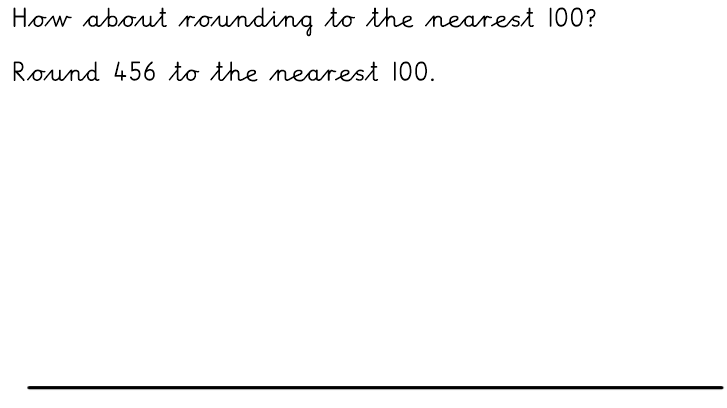 How about rounding to the nearest 100?
Round 456 to the nearest 100.